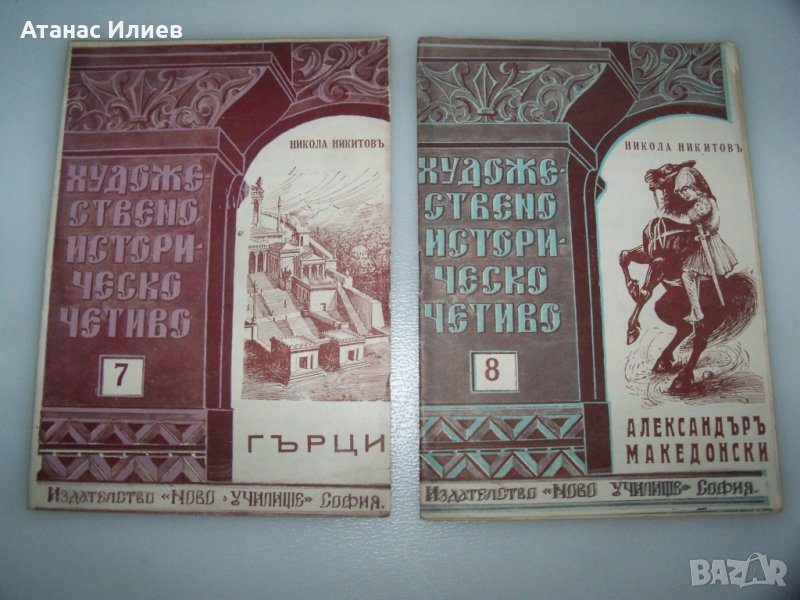 Атанас Илиев
НИКОЛА НИКИТОВЪ
ХУДОЖЕ-
СТВЕНО
ИСТОРИ-
ЧЕСКО
ЧЕТИВО
7
ГЪРЦИ
ИЗДАТЕЛСТВО «НОВО УЧИЛИЩЕ» СОФИЯ.
НИКОЛА НИКИТОВЪ
ХУДОЖЕ-
СТВЕНО
ИСТОРИ-
ЧЕСКО
ЧЕТИВО
8
АЛЕКСАНДЪРЪ
МАКЕДОНСКИ
ИЗДАТЕЛСТВО «НОВО УЧИЛИЩЕ» СОФИЯ.
BAZAR